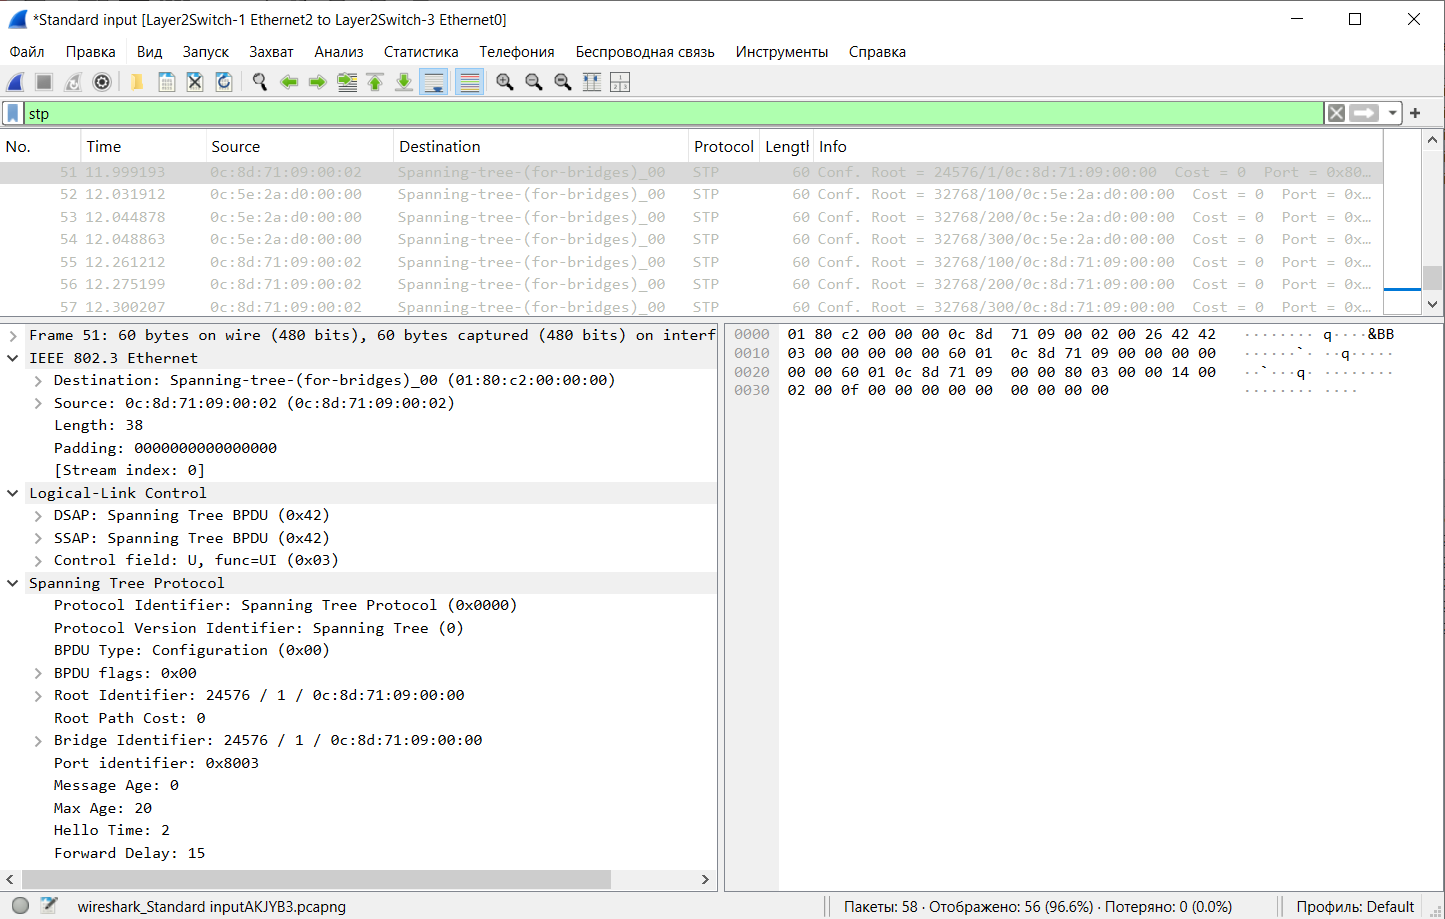 *Standard input [Layer2Switch-1 Ethernet2 to Layer2Switch-3 Ethernet0]
Файл Правка Вид Запуск Захват Анализ Статистика Телефония Беспроводная связь Инструменты Справка
stp
No. Time Source Destination Protocol Lengtl Info
51 11.999193 0c:8d:71:09:00:02 Spanning-tree-(for-bridges)_00 STP 60 Conf. Root = 24576/1/0c:8d:71:09:00:00 Cost = 0 Port = 0x80…
52 12.031912 0c:5e:2a:d0:00:00 Spanning-tree-(for-bridges)_00 STP 60 Conf. Root = 32768/100/0c:5e:2a:d0:00:00 Cost = 0 Port = 0x…
53 12.044878 0c:5e:2a:d0:00:00 Spanning-tree-(for-bridges)_00 STP 60 Conf. Root = 32768/200/0c:5e:2a:d0:00:00 Cost = 0 Port = 0x…
54 12.048863 0c:5e:2a:d0:00:00 Spanning-tree-(for-bridges)_00 STP 60 Conf. Root = 32768/300/0c:5e:2a:d0:00:00 Cost = 0 Port = 0x…
55 12.261212 0c:8d:71:09:00:02 Spanning-tree-(for-bridges)_00 STP 60 Conf. Root = 32768/100/0c:8d:71:09:00:00 Cost = 0 Port = 0x…
56 12.275199 0c:8d:71:09:00:02 Spanning-tree-(for-bridges)_00 STP 60 Conf. Root = 32768/200/0c:8d:71:09:00:00 Cost = 0 Port = 0x…
57 12.300207 0c:8d:71:09:00:02 Spanning-tree-(for-bridges)_00 STP 60 Conf. Root = 32768/300/0c:8d:71:09:00:00 Cost = 0 Port = 0x…
Frame 51: 60 bytes on wire (480 bits), 60 bytes captured (480 bits) on interf
IEEE 802.3 Ethernet
Destination: Spanning-tree-(for-bridges)_00 (01:80:c2:00:00:00)
Source: 0c:8d:71:09:00:02 (0c:8d:71:09:00:02)
Length: 38
Padding: 0000000000000000
[Stream index: 0]
Logical-Link Control
DSAP: Spanning Tree BPDU (0x42)
SSAP: Spanning Tree BPDU (0x42)
Control field: U, func=UI (0x03)
Spanning Tree Protocol
Protocol Identifier: Spanning Tree Protocol (0x0000)
Protocol Version Identifier: Spanning Tree (0)
BPDU Type: Configuration (0x00)
BPDU flags: 0x00
Root Identifier: 24576 / 1 / 0c:8d:71:09:00:00
Root Path Cost: 0
Bridge Identifier: 24576 / 1 / 0c:8d:71:09:00:00
Port identifier: 0x8003
Message Age: 0
Max Age: 20
Hello Time: 2
Forward Delay: 15
0000 01 80 c2 00 00 00 0c 8d 71 09 00 02 00 26 42 42 ········ q····&BB
0010 03 00 00 00 00 00 60 01 0c 8d 71 09 00 00 00 00 ······`· ··q·····
0020 00 00 60 01 0c 8d 71 09 00 00 80 03 00 00 14 00 ··`···q· ········
0030 02 00 0f 00 00 00 00 00 00 00 00 00 ········ ····
wireshark_Standard inputAKJYB3.pcapng
Пакеты: 58 · Отображено: 56 (96.6%) · Потеряно: 0 (0.0%)
Профиль: Default